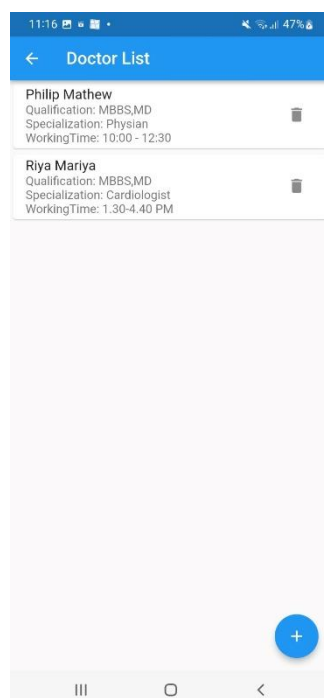 11:16
47%
Doctor List
Philip Mathew
Qualification: MBBS,MD
Specialization: Physian
WorkingTime: 10:00 - 12:30
Riya Mariya
Qualification: MBBS,MD
Specialization: Cardiologist
WorkingTime: 1.30-4.40 PM